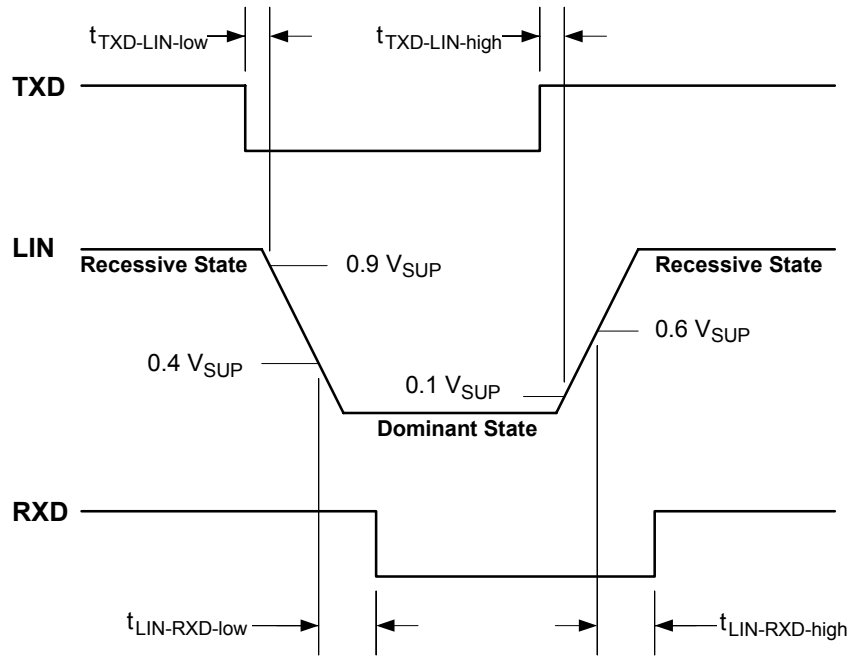 tTXD-LIN-low
tTXD-LIN-high
TXD
LIN
Recessive State
0.9 VSUP
Recessive State
0.6 VSUP
0.4 VSUP
0.1 VSUP
Dominant State
RXD
tLIN-RXD-low
tLIN-RXD-high